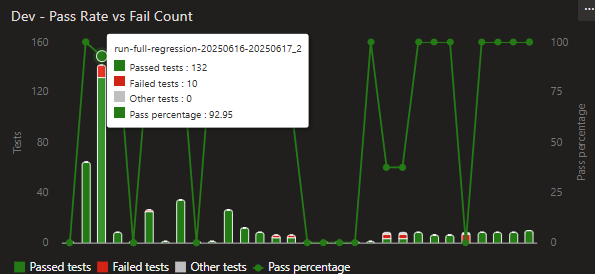 Dev - Pass Rate vs Fail Count
...
160
120
80
40
0
Tests
100
75
50
25
0
Pass percentage
run-full-regression-20250616-20250617_2
Passed tests : 132
Failed tests : 10
Other tests : 0
Pass percentage : 92.95
Passed tests Failed tests Other tests Pass percentage